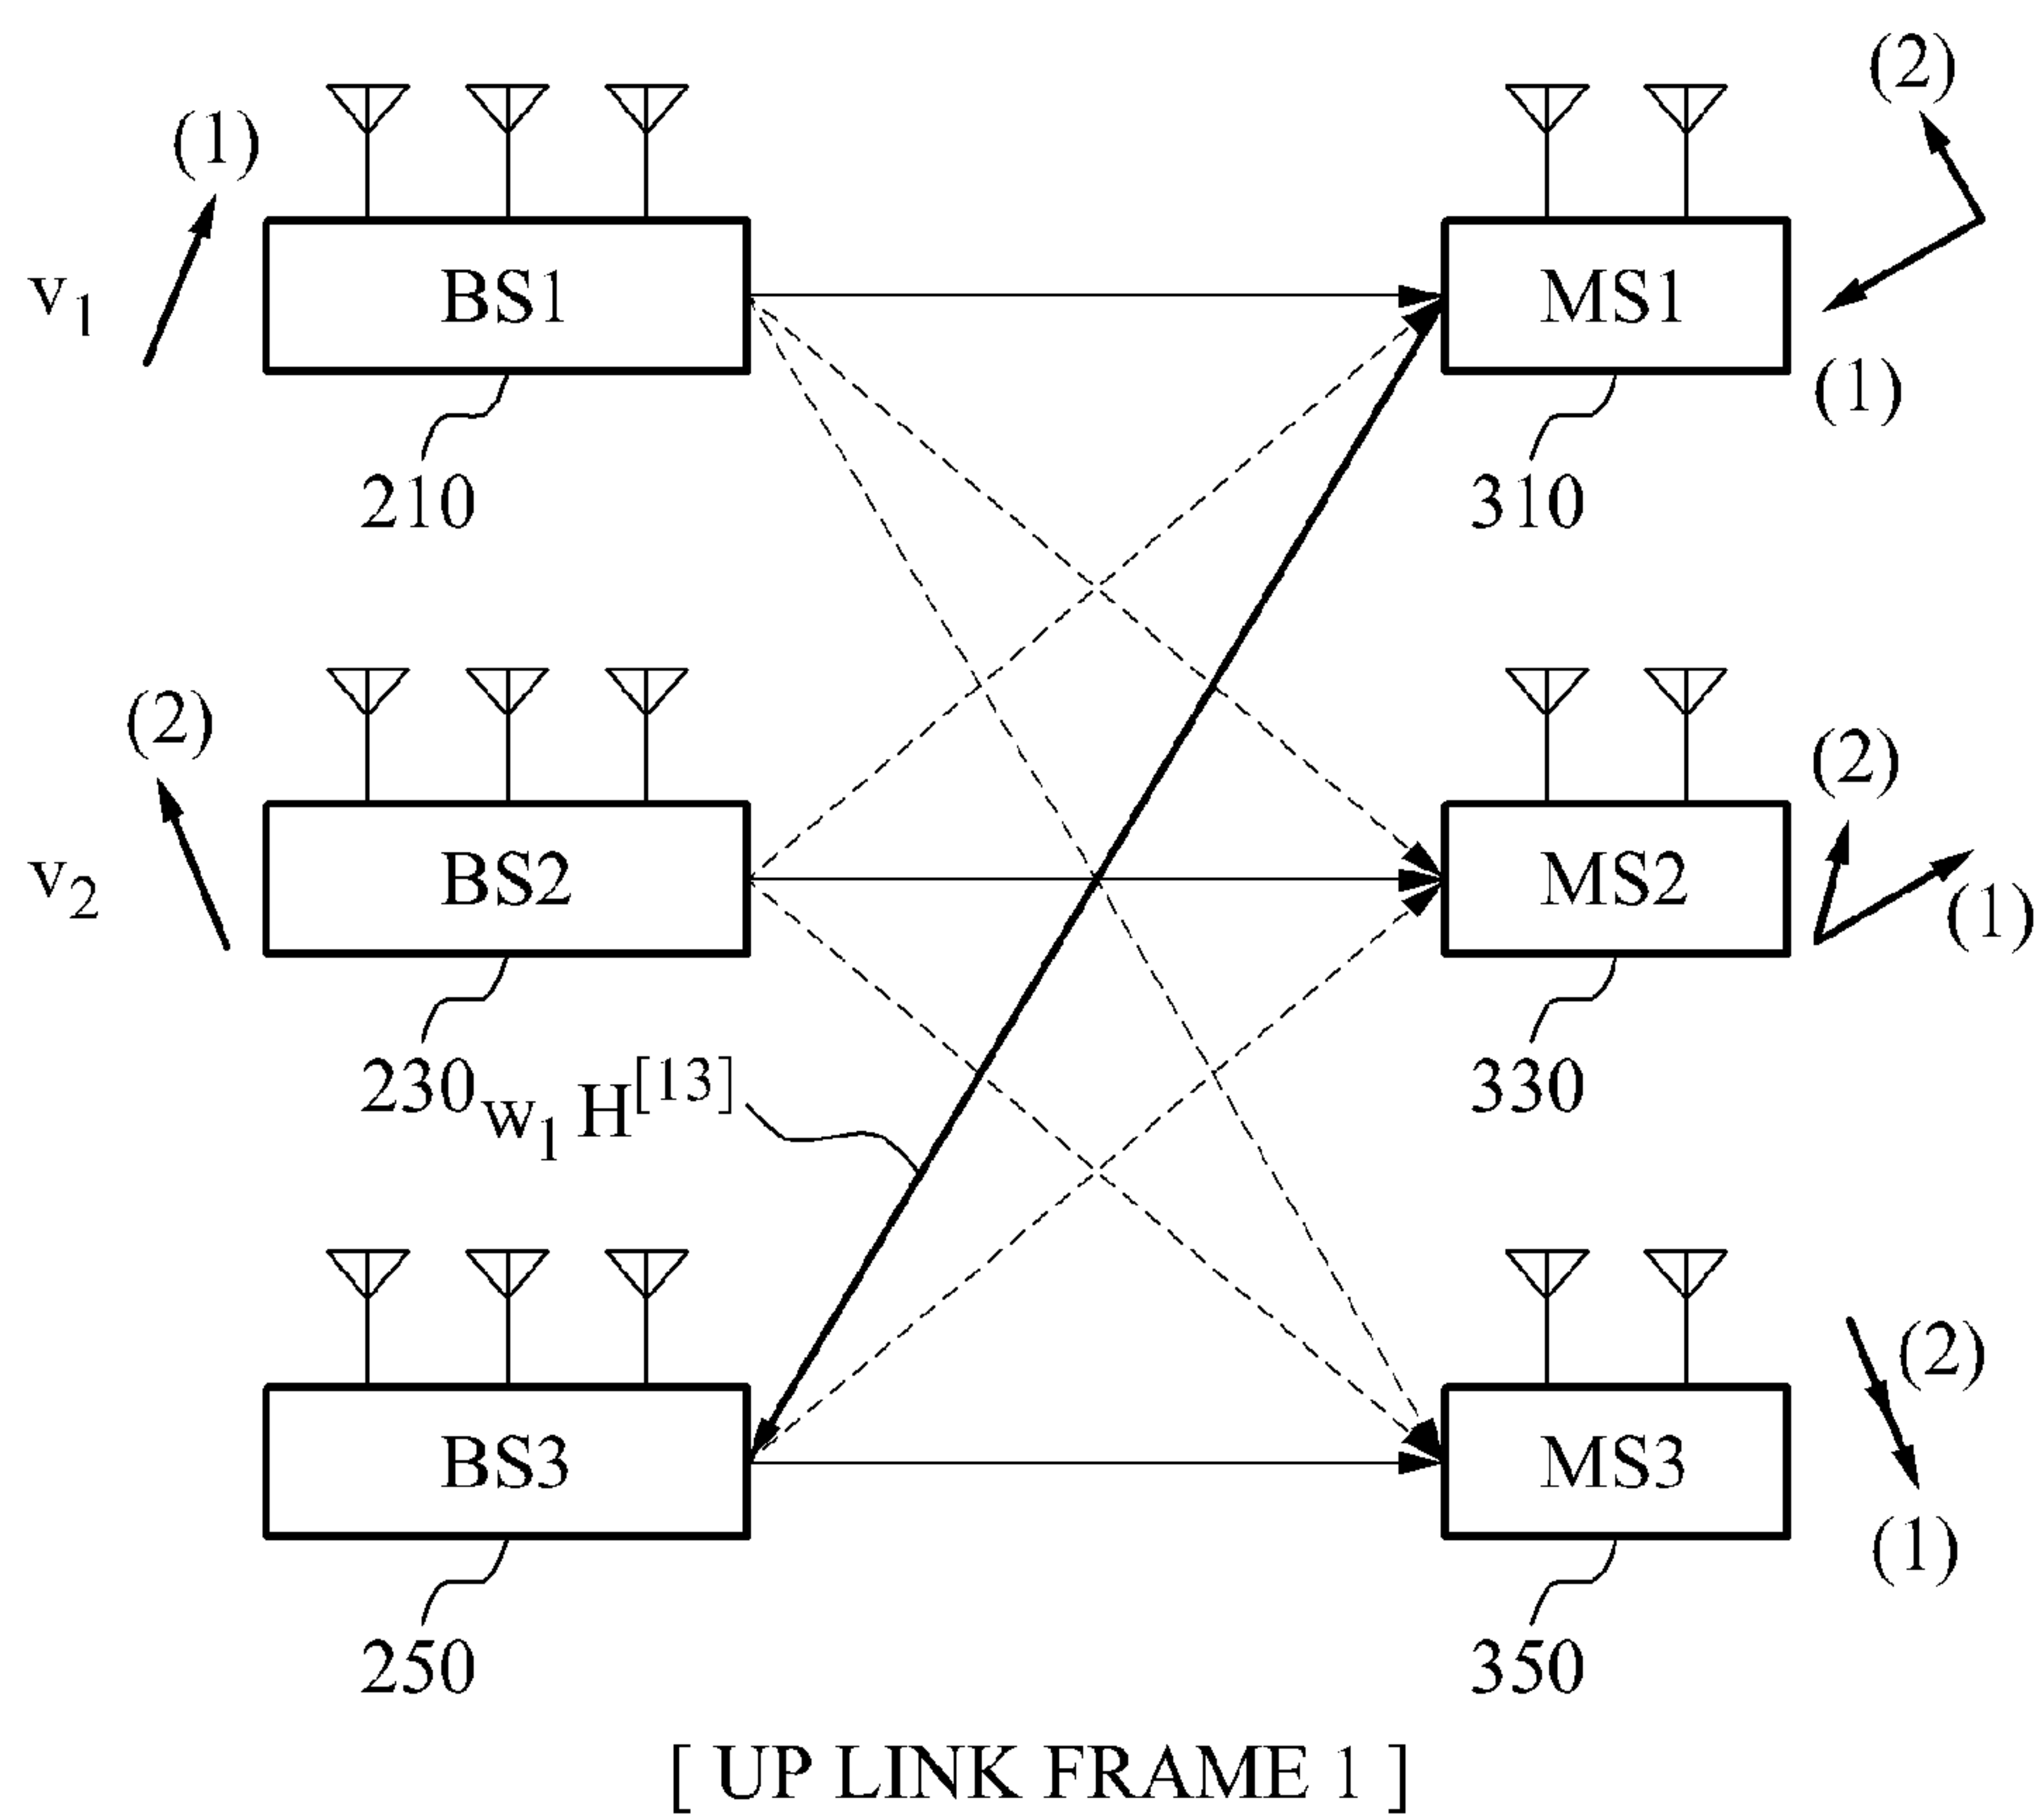 (2)
(1)
v1
BS1
MS1
(1)
210
310
(2)
(2)
v2
BS2
MS2
(1)
230
w1 H[13]
330
(2)
BS3
MS3
(1)
250
350
[ UP LINK FRAME 1 ]